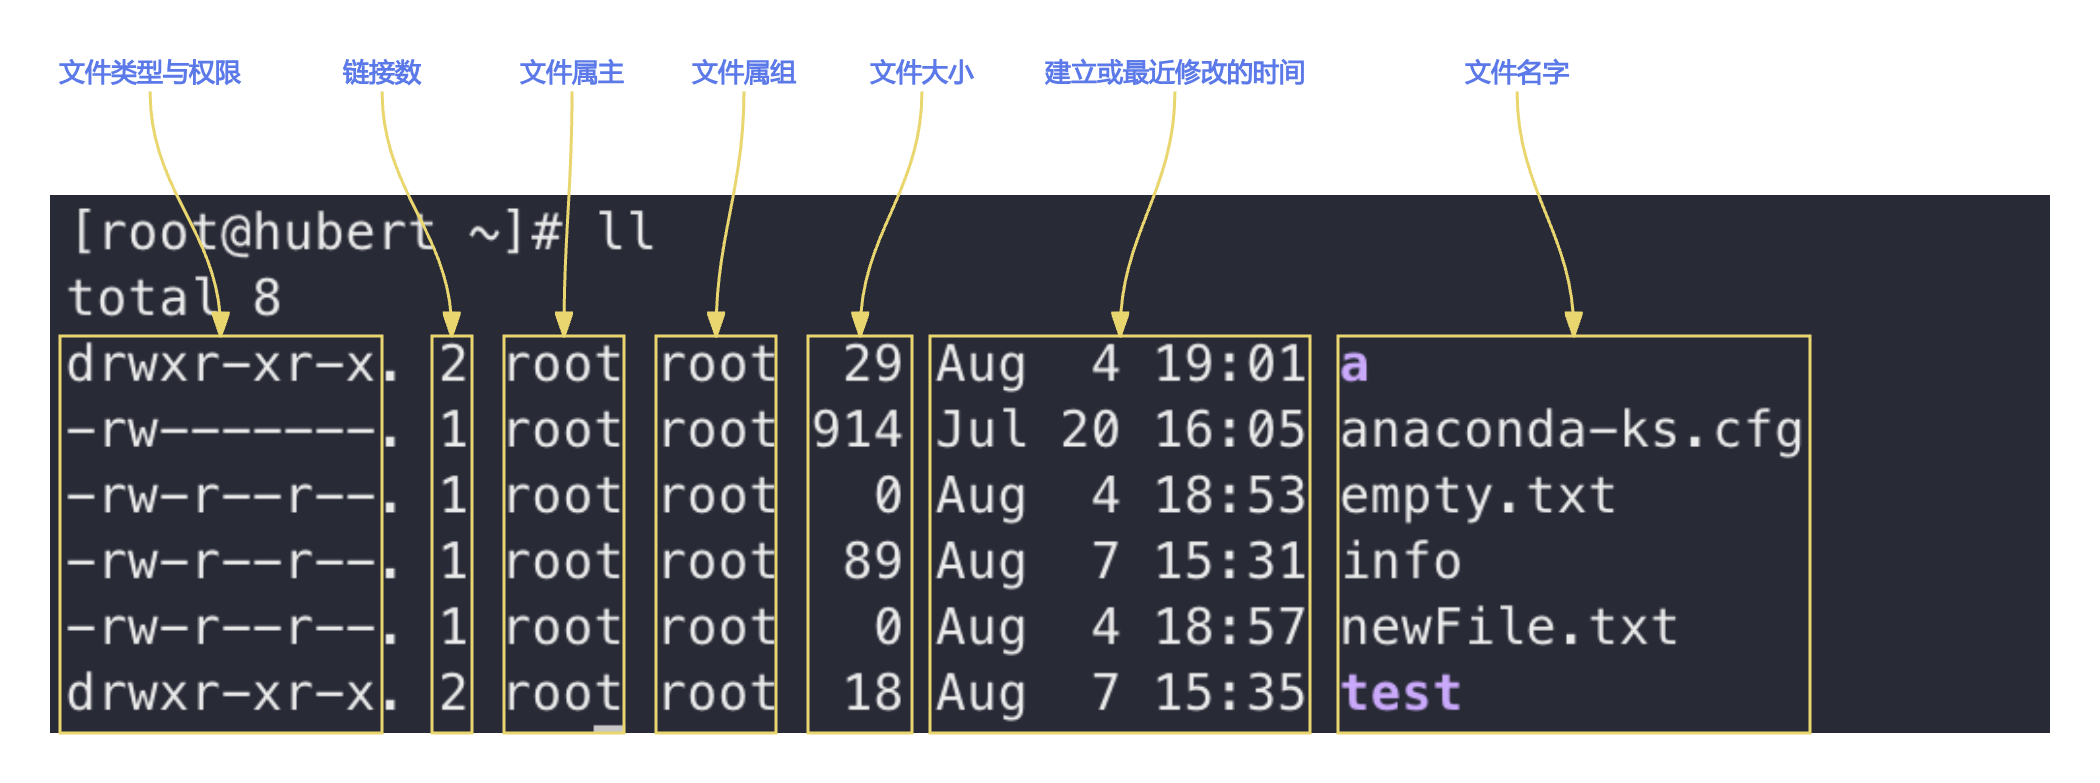 文件类型与权限 链接数 文件属主 文件属组 文件大小 建立或最近修改的时间 文件名字
[root@hubert ~]# ll
total 8
drwxr-xr-x. 2 root root  29 Aug  4 19:01 a
-rw-------. 1 root root 914 Jul 20 16:05 anaconda-ks.cfg
-rw-r--r--. 1 root root   0 Aug  4 18:53 empty.txt
-rw-r--r--. 1 root root  89 Aug  7 15:31 info
-rw-r--r--. 1 root root   0 Aug  4 18:57 newFile.txt
drwxr-xr-x. 2 root root  18 Aug  7 15:35 test